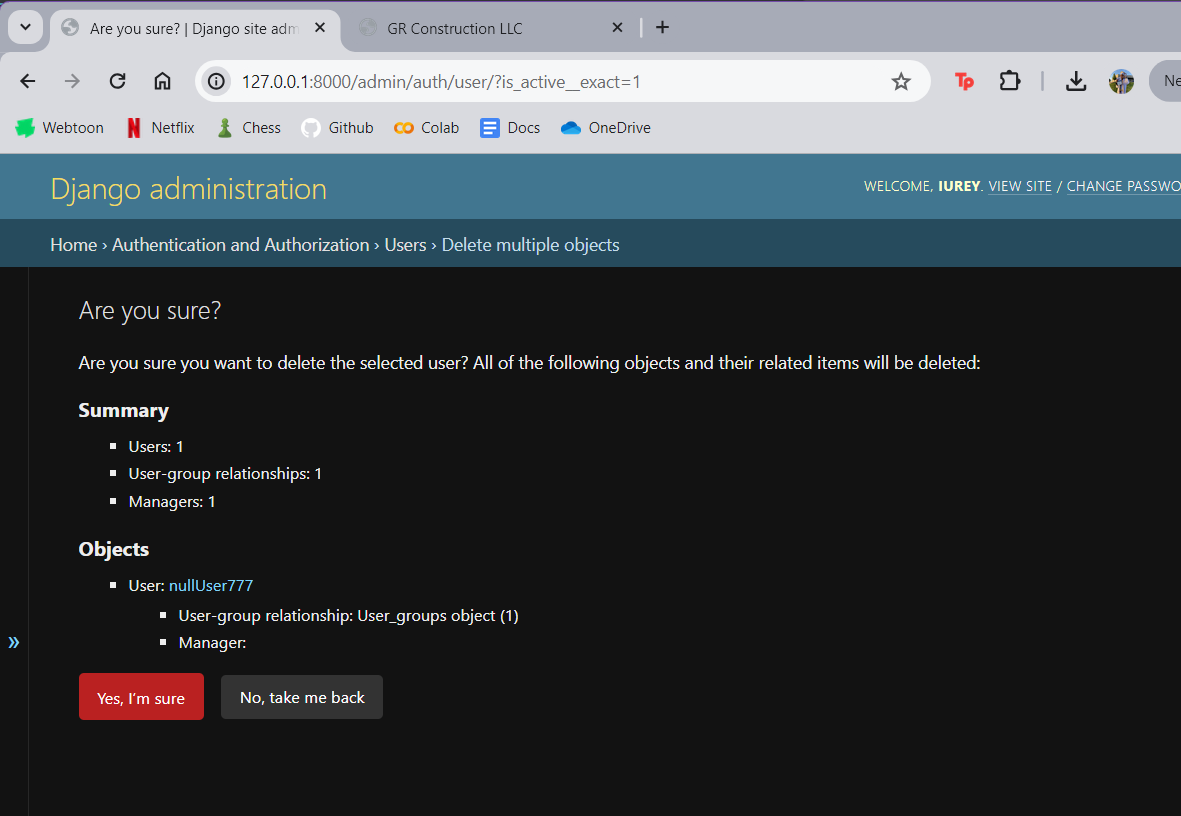 Are you sure? | Django site adm
GR Construction LLC
127.0.0.1:8000/admin/auth/user/?is_active__exact=1
Tp
Ne
Webtoon Netflix Chess Github Colab Docs OneDrive
Django administration
WELCOME, IUREY. VIEW SITE / CHANGE PASSWO
Home › Authentication and Authorization › Users › Delete multiple objects
Are you sure?
Are you sure you want to delete the selected user? All of the following objects and their related items will be deleted:
Summary
Users: 1
User-group relationships: 1
Managers: 1
Objects
User: nullUser777
User-group relationship: User_groups object (1)
Manager:
»
Yes, I’m sure
No, take me back